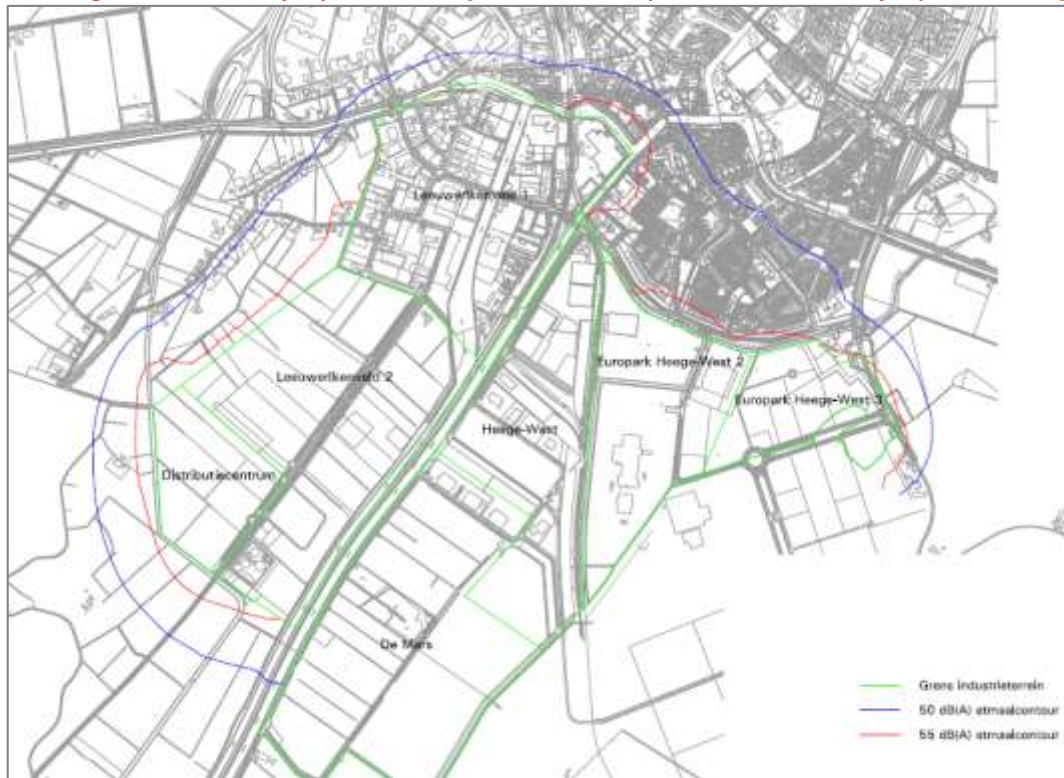 Leeuwerikenveld 1
Europark Heege-West 2
Leeuwerikenveld 2
Europark Heege-West 3
Heege-West
Distributiecentrum
De Mars
Grens industrieterrein
50 dB(A) etmaalcontour
55 dB(A) etmaalcontour